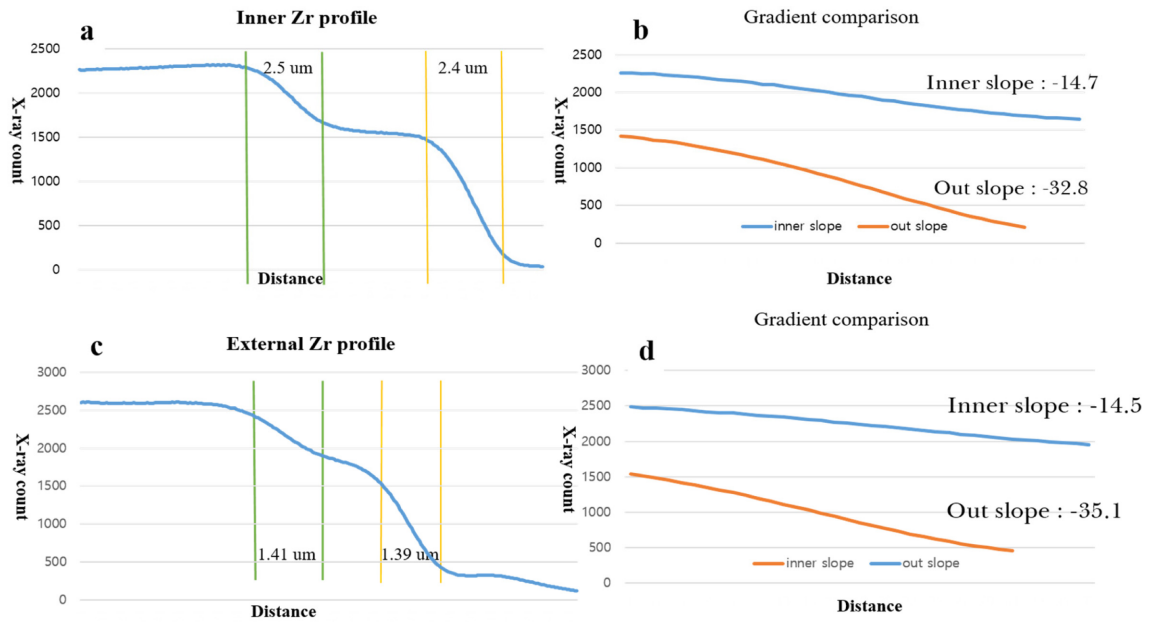 Inner Zr profile
a
2500
2000
1500
1000
500
0
X-ray count
2.5 um
2.4 um
Distance
Gradient comparison
b
2500
2000
1500
1000
500
0
X-ray count
Inner slope : -14.7
Out slope : -32.8
inner slope
out slope
Distance
External Zr profile
c
3000
2500
2000
1500
1000
500
0
X-ray count
1.41 um
1.39 um
Distance
Gradient comparison
d
3000
2500
2000
1500
1000
500
0
X-ray count
Inner slope : -14.5
Out slope : -35.1
inner slope
out slope
Distance